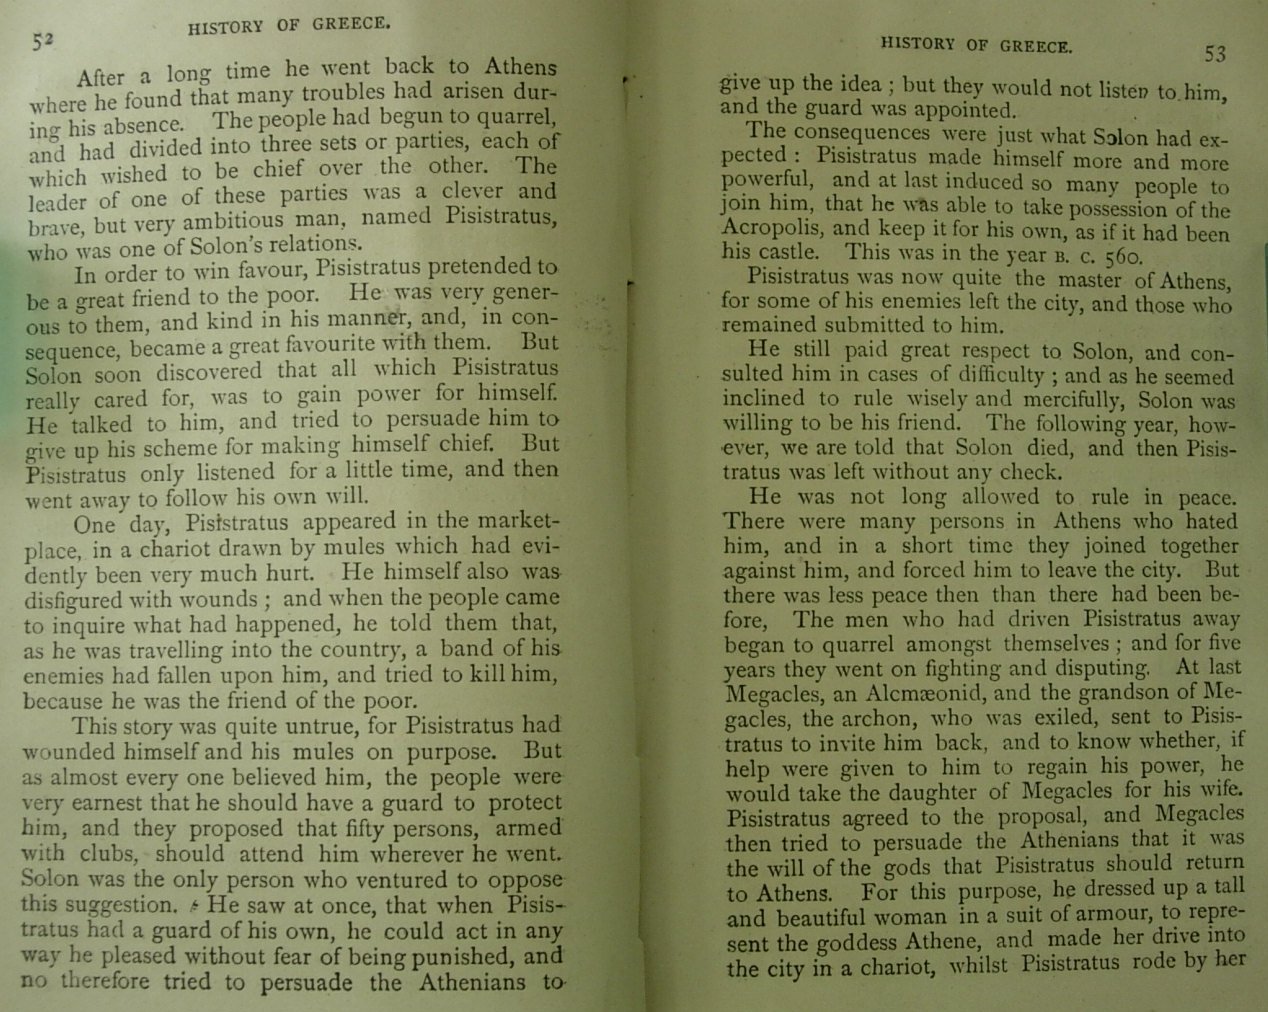 52
HISTORY OF GREECE.
After a long time he went back to Athens
where he found that many troubles had arisen dur-
ing his absence. The people had begun to quarrel,
and had divided into three sets or parties, each of
which wished to be chief over the other. The
leader of one of these parties was a clever and
brave, but very ambitious man, named Pisistratus,
who was one of Solon's relations.
In order to win favour, Pisistratus pretended to
be a great friend to the poor. He was very gener-
ous to them, and kind in his manner, and, in con-
sequence, became a great favourite with them. But
Solon soon discovered that all which Pisistratus
really cared for, was to gain power for himself.
He talked to him, and tried to persuade him to
give up his scheme for making himself chief. But
Pisistratus only listened for a little time, and then
went away to follow his own will.
One day, Pisistratus appeared in the market-
place, in a chariot drawn by mules which had evi-
dently been very much hurt. He himself also was
disfigured with wounds ; and when the people came
to inquire what had happened, he told them that,
as he was travelling into the country, a band of his
enemies had fallen upon him, and tried to kill him,
because he was the friend of the poor.
This story was quite untrue, for Pisistratus had
wounded himself and his mules on purpose. But
as almost every one believed him, the people were
very earnest that he should have a guard to protect
him, and they proposed that fifty persons, armed
with clubs, should attend him wherever he went.
Solon was the only person who ventured to oppose
this suggestion. He saw at once, that when Pisis-
tratus had a guard of his own, he could act in any
way he pleased without fear of being punished, and
no therefore tried to persuade the Athenians to
HISTORY OF GREECE.
53
give up the idea ; but they would not listen to him,
and the guard was appointed.
The consequences were just what Solon had ex-
pected : Pisistratus made himself more and more
powerful, and at last induced so many people to
join him, that he was able to take possession of the
Acropolis, and keep it for his own, as if it had been
his castle. This was in the year B. C. 560.
Pisistratus was now quite the master of Athens,
for some of his enemies left the city, and those who
remained submitted to him.
He still paid great respect to Solon, and con-
sulted him in cases of difficulty ; and as he seemed
inclined to rule wisely and mercifully, Solon was
willing to be his friend. The following year, how-
ever, we are told that Solon died, and then Pisis-
tratus was left without any check.
He was not long allowed to rule in peace.
There were many persons in Athens who hated
him, and in a short time they joined together
against him, and forced him to leave the city. But
there was less peace then than there had been be-
fore, The men who had driven Pisistratus away
began to quarrel amongst themselves ; and for five
years they went on fighting and disputing. At last
Megacles, an Alcmæonid, and the grandson of Me-
gacles, the archon, who was exiled, sent to Pisis-
tratus to invite him back, and to know whether, if
help were given to him to regain his power, he
would take the daughter of Megacles for his wife.
Pisistratus agreed to the proposal, and Megacles
then tried to persuade the Athenians that it was
the will of the gods that Pisistratus should return
to Athens. For this purpose, he dressed up a tall
and beautiful woman in a suit of armour, to repre-
sent the goddess Athene, and made her drive into
the city in a chariot, whilst Pisistratus rode by her